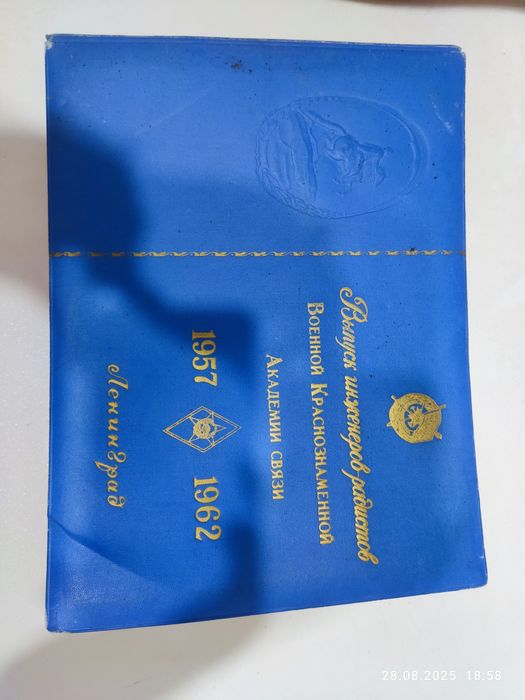 Выпуск инженеров-радистов
Военной Краснознаменной
Академии связи
1957 1962
Ленинград
28.08.2025 18:58